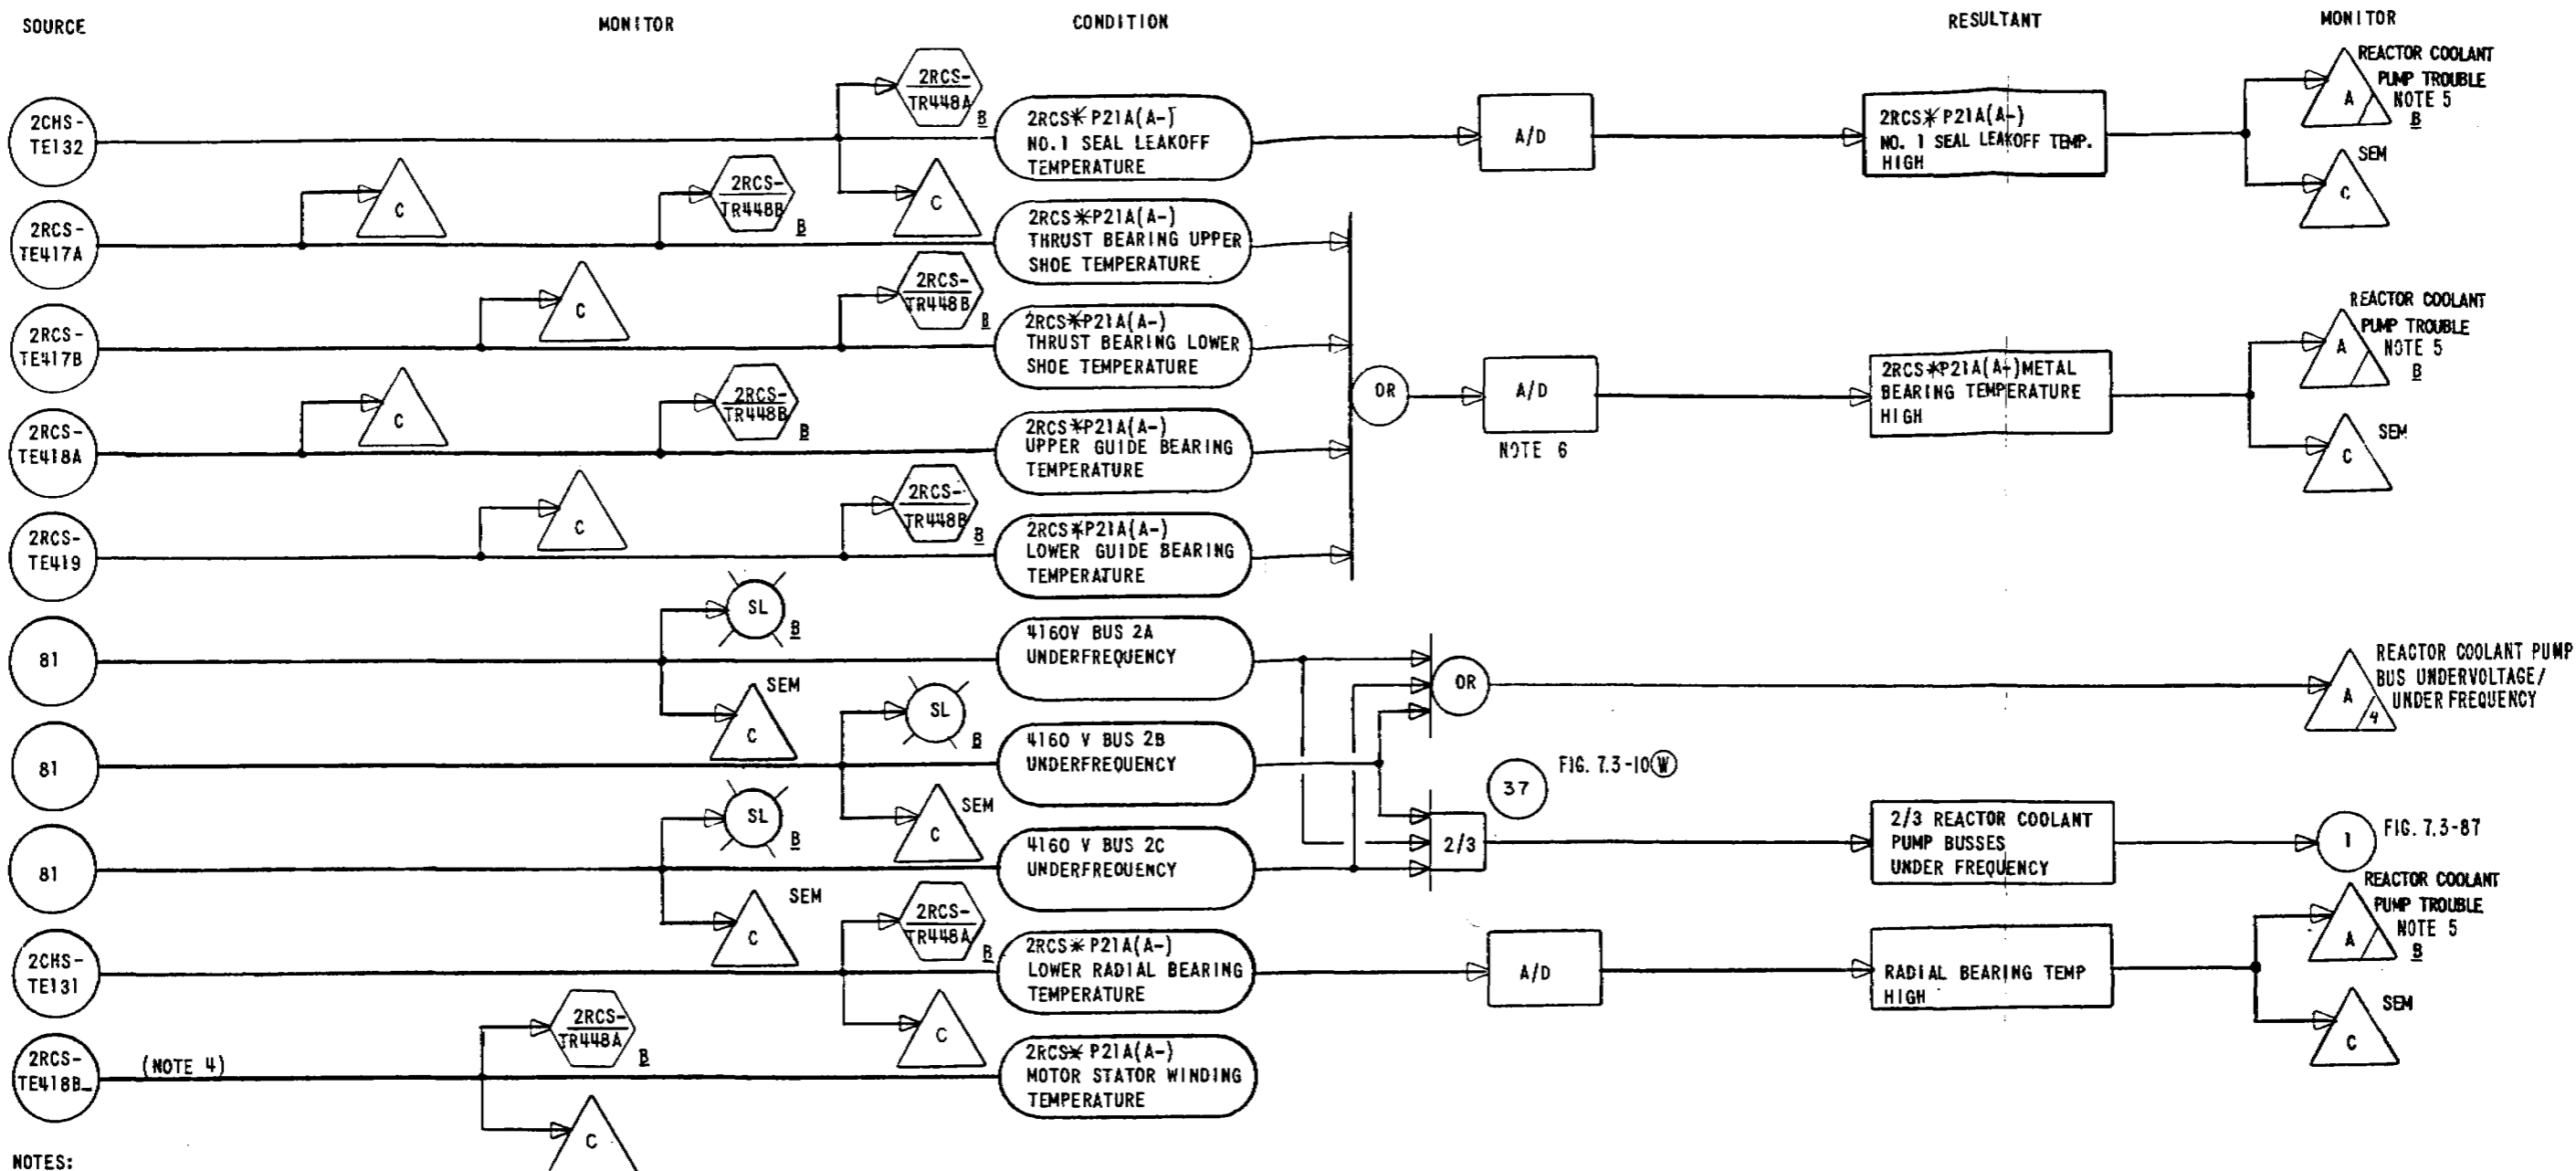 SOURCE MONITOR CONDITION RESULTANT MONITOR
2CHS-
TE132
2RCS-
TR448A
B
C
2RCS*P21A(A-)
NO.1 SEAL LEAKOFF
TEMPERATURE
A/D
2RCS*P21A(A-)
NO. 1 SEAL LEAKOFF TEMP.
HIGH
REACTOR COOLANT
PUMP TROUBLE
NOTE 5
B
A
SEM
C
2RCS-
TE417A
C
2RCS-
TR448B
B
2RCS*P21A(A-)
THRUST BEARING UPPER
SHOE TEMPERATURE
2RCS-
TE417B
C
2RCS-
TR448B
B
2RCS*P21A(A-)
THRUST BEARING LOWER
SHOE TEMPERATURE
2RCS-
TE418A
C
2RCS-
TR448B
B
2RCS*P21A(A-)
UPPER GUIDE BEARING
TEMPERATURE
2RCS-
TE419
C
2RCS-
TR448B
B
2RCS*P21A(A-)
LOWER GUIDE BEARING
TEMPERATURE
OR
A/D
NOTE 6
2RCS*P21A(A-)METAL
BEARING TEMPERATURE
HIGH
REACTOR COOLANT
PUMP TROUBLE
NOTE 5
B
A
SEM
C
81
SL
B
SEM
C
4160V BUS 2A
UNDERFREQUENCY
OR
A
4
REACTOR COOLANT PUMP
BUS UNDERVOLTAGE/
UNDER FREQUENCY
81
SL
B
SEM
C
4160 V BUS 2B
UNDERFREQUENCY
37
FIG. 7.3-10 W
81
SL
B
SEM
C
4160 V BUS 2C
UNDERFREQUENCY
2/3
2/3 REACTOR COOLANT
PUMP BUSSES
UNDER FREQUENCY
1
FIG. 7.3-87
2CHS-
TE131
2RCS-
TR448A
B
C
2RCS*P21A(A-)
LOWER RADIAL BEARING
TEMPERATURE
A/D
RADIAL BEARING TEMP
HIGH
REACTOR COOLANT
PUMP TROUBLE
NOTE 5
B
A
SEM
C
2RCS-
TE418B_
(NOTE 4)
2RCS-
TR448A
B
C
2RCS*P21A(A-)
MOTOR STATOR WINDING
TEMPERATURE
NOTES: